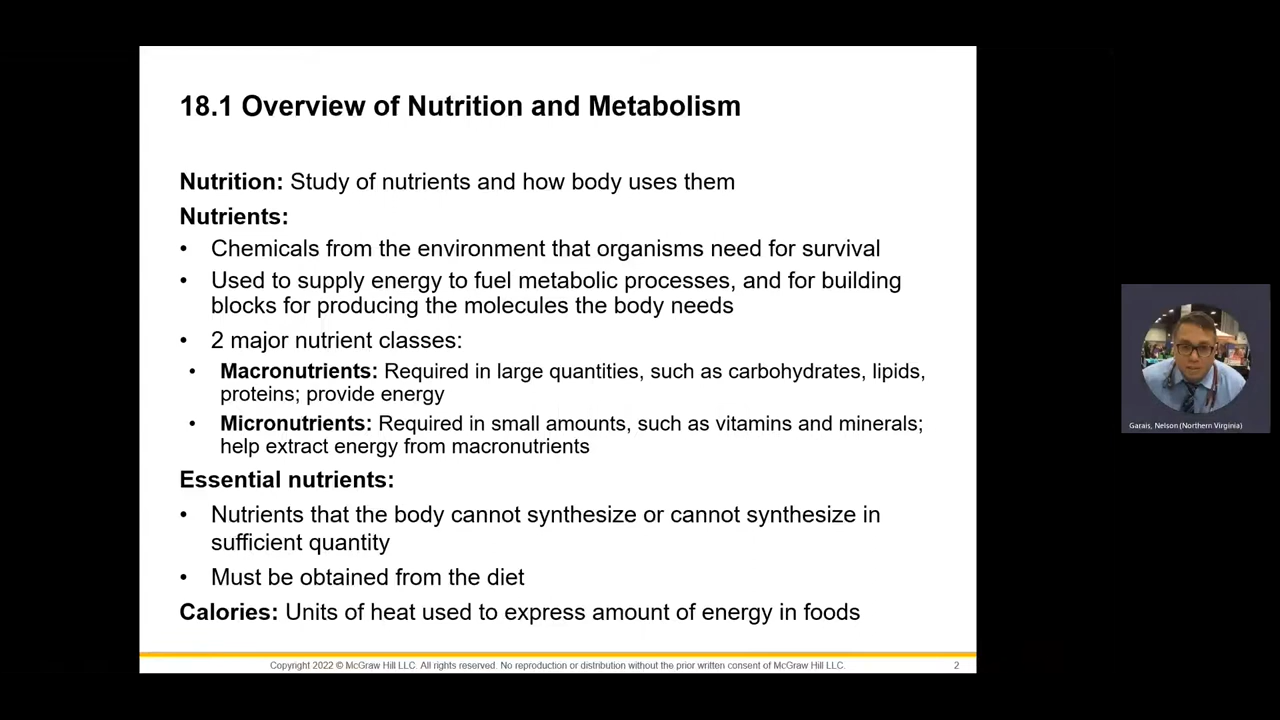 18.1 Overview of Nutrition and Metabolism
Nutrition: Study of nutrients and how body uses them
Nutrients:
• Chemicals from the environment that organisms need for survival
• Used to supply energy to fuel metabolic processes, and for building
blocks for producing the molecules the body needs
• 2 major nutrient classes:
• Macronutrients: Required in large quantities, such as carbohydrates, lipids,
proteins; provide energy
• Micronutrients: Required in small amounts, such as vitamins and minerals;
help extract energy from macronutrients
Essential nutrients:
• Nutrients that the body cannot synthesize or cannot synthesize in
sufficient quantity
• Must be obtained from the diet
Calories: Units of heat used to express amount of energy in foods
Copyright 2022 © McGraw Hill LLC. All rights reserved. No reproduction or distribution without the prior written consent of McGraw Hill LLC.
2
Garais, Nelson (Northern Virginia)